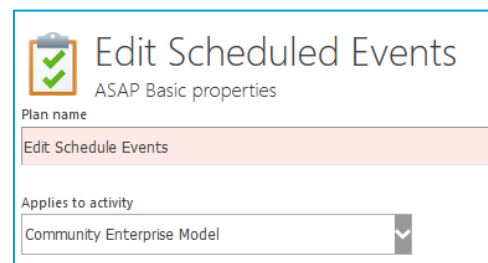 Edit Scheduled Events
ASAP Basic properties
Plan name
Edit Schedule Events
Applies to activity
Community Enterprise Model